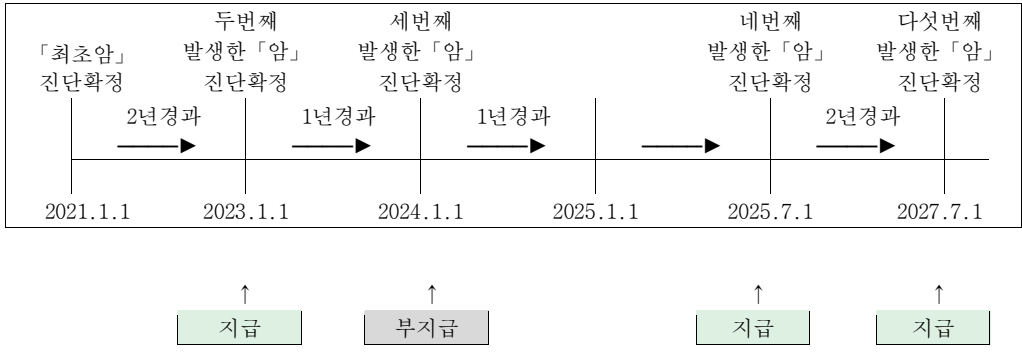 「최초암」
진단확정
두번째
발생한「암」
진단확정
세번째
발생한「암」
진단확정
네번째
발생한「암」
진단확정
다섯번째
발생한「암」
진단확정
2년경과
1년경과
1년경과
2년경과
2021.1.1
2023.1.1
2024.1.1
2025.1.1
2025.7.1
2027.7.1
↑
↑
↑
↑
지급
부지급
지급
지급